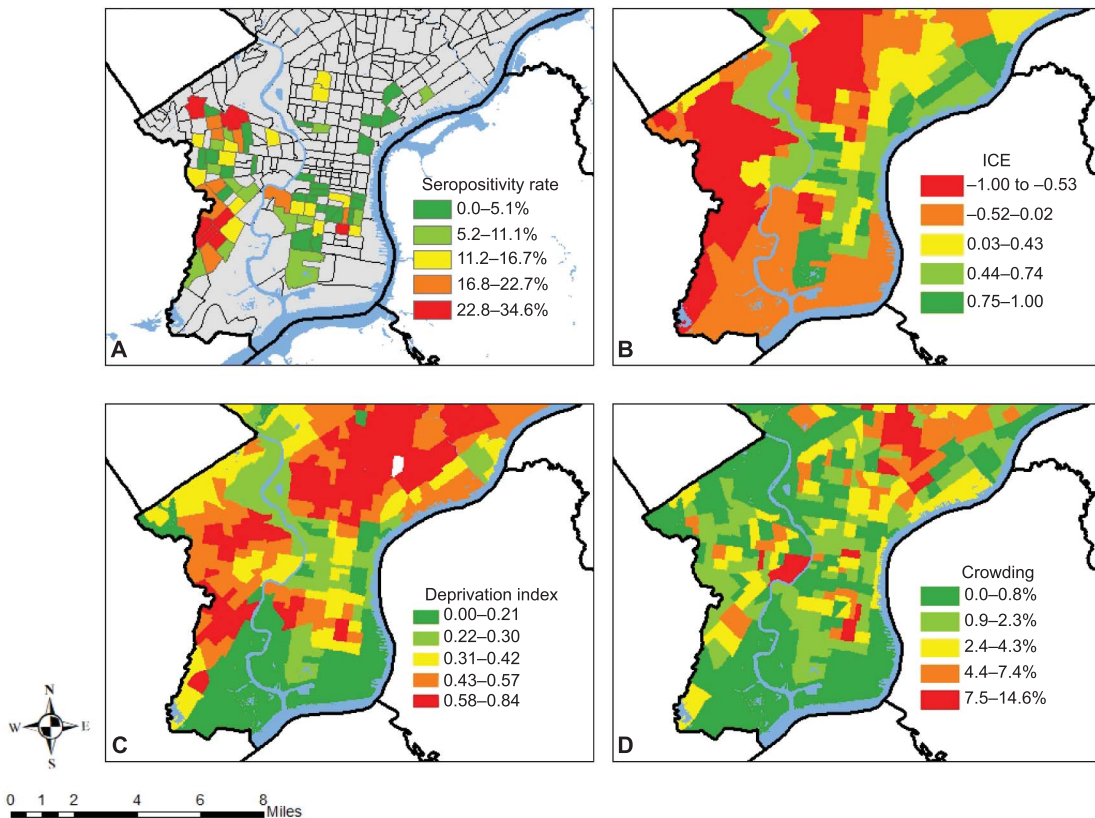 A
Seropositivity rate
0.0–5.1%
5.2–11.1%
11.2–16.7%
16.8–22.7%
22.8–34.6%
B
ICE
–1.00 to –0.53
–0.52–0.02
0.03–0.43
0.44–0.74
0.75–1.00
C
Deprivation index
0.00–0.21
0.22–0.30
0.31–0.42
0.43–0.57
0.58–0.84
D
Crowding
0.0–0.8%
0.9–2.3%
2.4–4.3%
4.4–7.4%
7.5–14.6%
N
W E
S
0 1 2 4 6 8
Miles